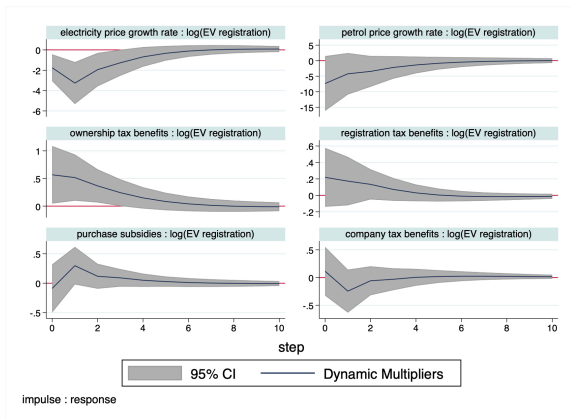 electricity price growth rate : log(EV registration)
petrol price growth rate : log(EV registration)
0
-2
-4
-6
5
0
-5
-10
-15
ownership tax benefits : log(EV registration)
registration tax benefits : log(EV registration)
1
.5
0
.6
.4
.2
0
-.2
purchase subsidies : log(EV registration)
company tax benefits : log(EV registration)
.5
0
-.5
.5
0
-.5
0 2 4 6 8 10
0 2 4 6 8 10
step
95% CI Dynamic Multipliers
impulse : response